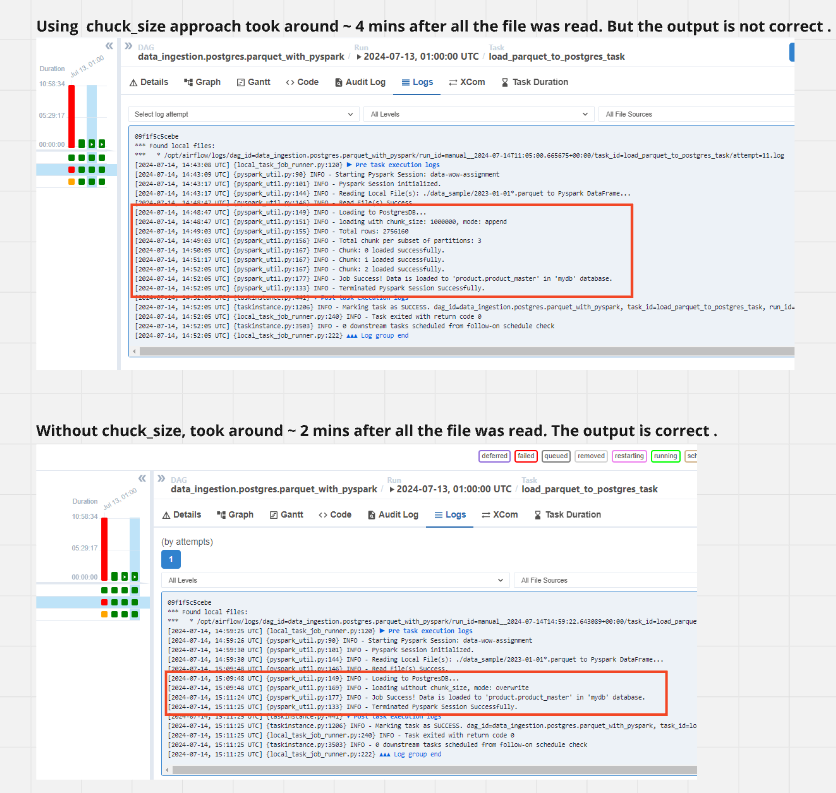 Using chuck_size approach took around ~ 4 mins after all the file was read. But the output is not correct .
DAG
Run
Task
data_ingestion.postgres.parquet_with_pyspark / 2024-07-13, 01:00:00 UTC / load_parquet_to_postgres_task
Details Graph Gantt Code Audit Log Logs XCom Task Duration
Jul 13, 01:00
Duration
10:58:34
05:29:17
00:00:00
Select log attempt
All Levels
All File Sources
09f1f5c5cebe
*** Found local files:
*** * /opt/airflow/logs/dag_id=data_ingestion.postgres.parquet_with_pyspark/run_id=manual__2024-07-14T11:05:00.665675+00:00/task_id=load_parquet_to_postgres_task/attempt=11.log
[2024-07-14, 14:43:08 UTC] {local_task_job_runner.py:120} ▶ Pre task execution logs
[2024-07-14, 14:43:09 UTC] {pyspark_util.py:90} INFO - Starting Pyspark Session: data-wow-assignment
[2024-07-14, 14:43:17 UTC] {pyspark_util.py:101} INFO - Pyspark Session initialized.
[2024-07-14, 14:43:17 UTC] {pyspark_util.py:144} INFO - Reading Local File(s): ./data_sample/2023-01-01*.parquet to Pyspark DataFrame...
[2024-07-14, 14:48:47 UTC] {pyspark_util.py:146} INFO - Read File(s) Success
[2024-07-14, 14:48:47 UTC] {pyspark_util.py:149} INFO - Loading to PostgresDB...
[2024-07-14, 14:48:47 UTC] {pyspark_util.py:151} INFO - loading with chunk_size: 1000000, mode: append
[2024-07-14, 14:49:03 UTC] {pyspark_util.py:155} INFO - Total rows: 2756160
[2024-07-14, 14:49:03 UTC] {pyspark_util.py:156} INFO - Total chunk per subset of partitions: 3
[2024-07-14, 14:50:05 UTC] {pyspark_util.py:167} INFO - Chunk: 0 loaded successfully.
[2024-07-14, 14:51:17 UTC] {pyspark_util.py:167} INFO - Chunk: 1 loaded successfully.
[2024-07-14, 14:52:05 UTC] {pyspark_util.py:167} INFO - Chunk: 2 loaded successfully.
[2024-07-14, 14:52:05 UTC] {pyspark_util.py:177} INFO - Job Success! Data is loaded to 'product.product_master' in 'mydb' database.
[2024-07-14, 14:52:05 UTC] {pyspark_util.py:133} INFO - Terminated Pyspark Session Successfully.
[2024-07-14, 14:52:05 UTC] {taskinstance.py:441} ▼ Post task execution logs
[2024-07-14, 14:52:05 UTC] {taskinstance.py:1206} INFO - Marking task as SUCCESS. dag_id=data_ingestion.postgres.parquet_with_pyspark, task_id=load_parquet_to_postgres_task, run_id=
[2024-07-14, 14:52:05 UTC] {local_task_job_runner.py:240} INFO - Task exited with return code 0
[2024-07-14, 14:52:05 UTC] {taskinstance.py:3503} INFO - 0 downstream tasks scheduled from follow-on schedule check
[2024-07-14, 14:52:05 UTC] {local_task_job_runner.py:222} ▲▲▲ Log group end
Without chuck_size, took around ~ 2 mins after all the file was read. The output is correct .
deferred failed queued removed restarting running sch
DAG
Run
Task
data_ingestion.postgres.parquet_with_pyspark / 2024-07-13, 01:00:00 UTC / load_parquet_to_postgres_task
Details Graph Gantt Code Audit Log Logs XCom Task Duration
Jul 13, 01:00
Duration
10:58:34
05:29:17
00:00:00
(by attempts)
1
All Levels
All File Sources
09f1f5c5cebe
*** Found local files:
*** * /opt/airflow/logs/dag_id=data_ingestion.postgres.parquet_with_pyspark/run_id=manual__2024-07-14T14:59:22.643089+00:00/task_id=load_parque
[2024-07-14, 14:59:25 UTC] {local_task_job_runner.py:120} ▶ Pre task execution logs
[2024-07-14, 14:59:26 UTC] {pyspark_util.py:90} INFO - Starting Pyspark Session: data-wow-assignment
[2024-07-14, 14:59:30 UTC] {pyspark_util.py:101} INFO - Pyspark Session initialized.
[2024-07-14, 14:59:30 UTC] {pyspark_util.py:144} INFO - Reading Local File(s): ./data_sample/2023-01-01*.parquet to Pyspark DataFrame...
[2024-07-14, 15:09:48 UTC] {pyspark_util.py:146} INFO - Read File(s) Success
[2024-07-14, 15:09:48 UTC] {pyspark_util.py:149} INFO - Loading to PostgresDB...
[2024-07-14, 15:09:48 UTC] {pyspark_util.py:169} INFO - loading without chunk_size, mode: overwrite
[2024-07-14, 15:11:24 UTC] {pyspark_util.py:177} INFO - Job Success! Data is loaded to 'product.product_master' in 'mydb' database.
[2024-07-14, 15:11:25 UTC] {pyspark_util.py:133} INFO - Terminated Pyspark Session Successfully.
[2024-07-14, 15:11:25 UTC] {taskinstance.py:441} ▼ Post task execution logs
[2024-07-14, 15:11:25 UTC] {taskinstance.py:1206} INFO - Marking task as SUCCESS. dag_id=data_ingestion.postgres.parquet_with_pyspark, task_id=lo
[2024-07-14, 15:11:25 UTC] {local_task_job_runner.py:240} INFO - Task exited with return code 0
[2024-07-14, 15:11:25 UTC] {taskinstance.py:3503} INFO - 0 downstream tasks scheduled from follow-on schedule check
[2024-07-14, 15:11:25 UTC] {local_task_job_runner.py:222} ▲▲▲ Log group end